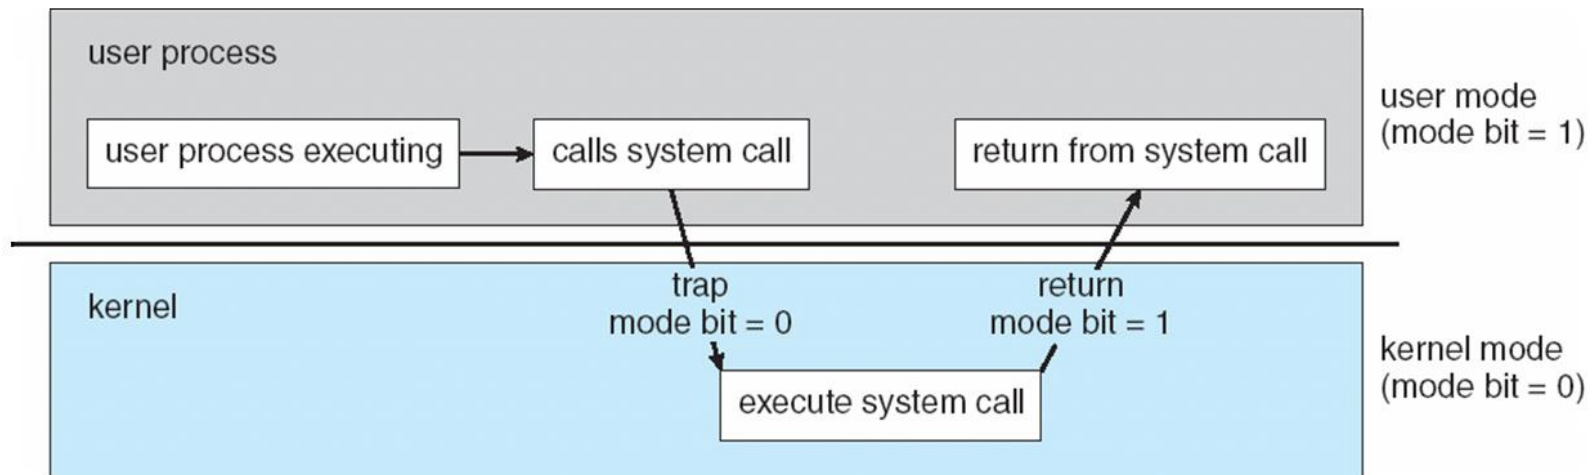 user process
user process executing
calls system call
return from system call
user mode
(mode bit = 1)
kernel
trap
mode bit = 0
return
mode bit = 1
execute system call
kernel mode
(mode bit = 0)